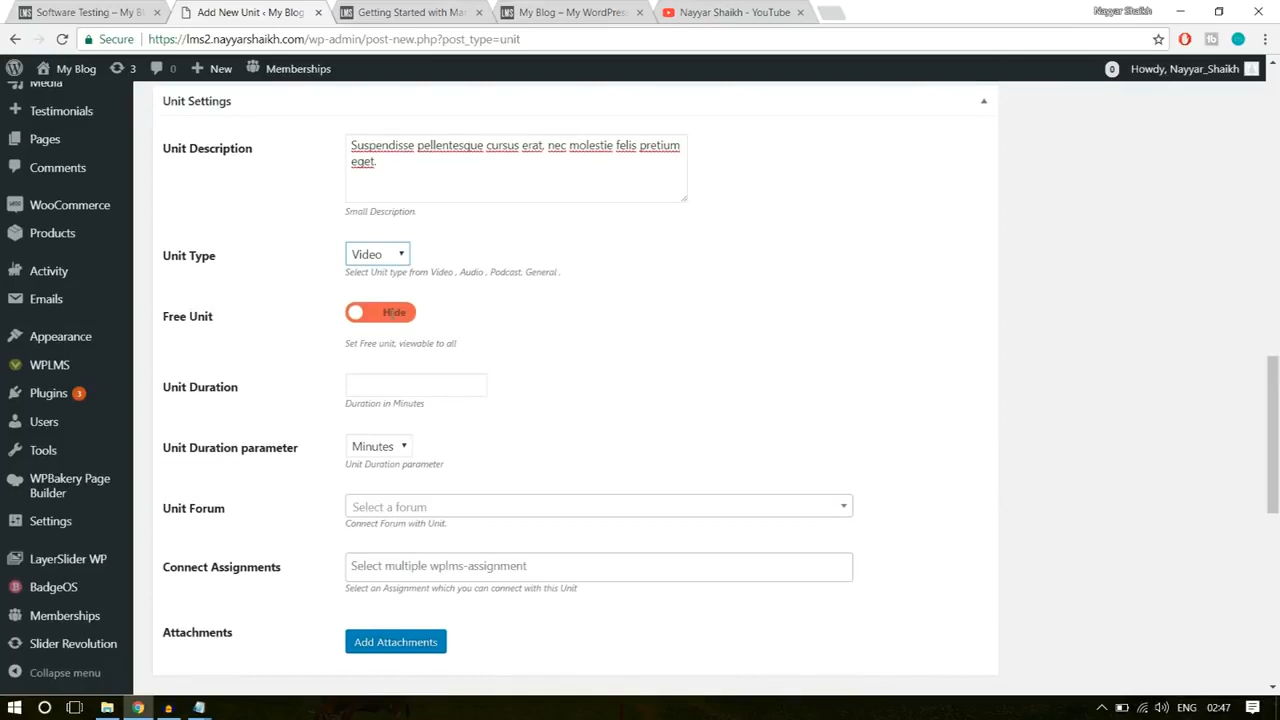 Software Testing – My Bl
Add New Unit ‹ My Blog
Getting Started with Mar
My Blog – My WordPress
Nayyar Shaikh - YouTube
Nayyar Shaikh
Secure
https://lms2.nayyarshaikh.com/wp-admin/post-new.php?post_type=unit
My Blog
3
0
New
Memberships
0
Howdy, Nayyar_Shaikh
Media
Testimonials
Pages
Comments
WooCommerce
Products
Activity
Emails
Appearance
WPLMS
Plugins 3
Users
Tools
WPBakery Page
Builder
Settings
LayerSlider WP
BadgeOS
Memberships
Slider Revolution
Collapse menu
Unit Settings
Unit Description
Suspendisse pellentesque cursus erat, nec molestie felis pretium
eget.
Small Description.
Unit Type
Video
Select Unit type from Video , Audio , Podcast, General .
Free Unit
Hide
Set Free unit, viewable to all
Unit Duration
Duration in Minutes
Unit Duration parameter
Minutes
Unit Duration parameter
Unit Forum
Select a forum
Connect Forum with Unit.
Connect Assignments
Select multiple wplms-assignment
Select an Assignment which you can connect with this Unit
Attachments
Add Attachments
ENG
02:47